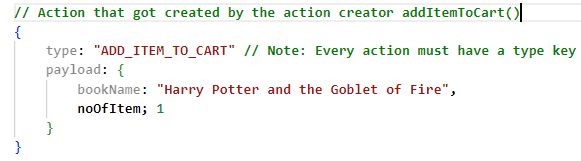 // Action that got created by the action creator addItemToCart()
{
type: "ADD_ITEM_TO_CART" // Note: Every action must have a type key
payload: {
bookName: "Harry Potter and the Goblet of Fire",
noOfItem; 1
}
}